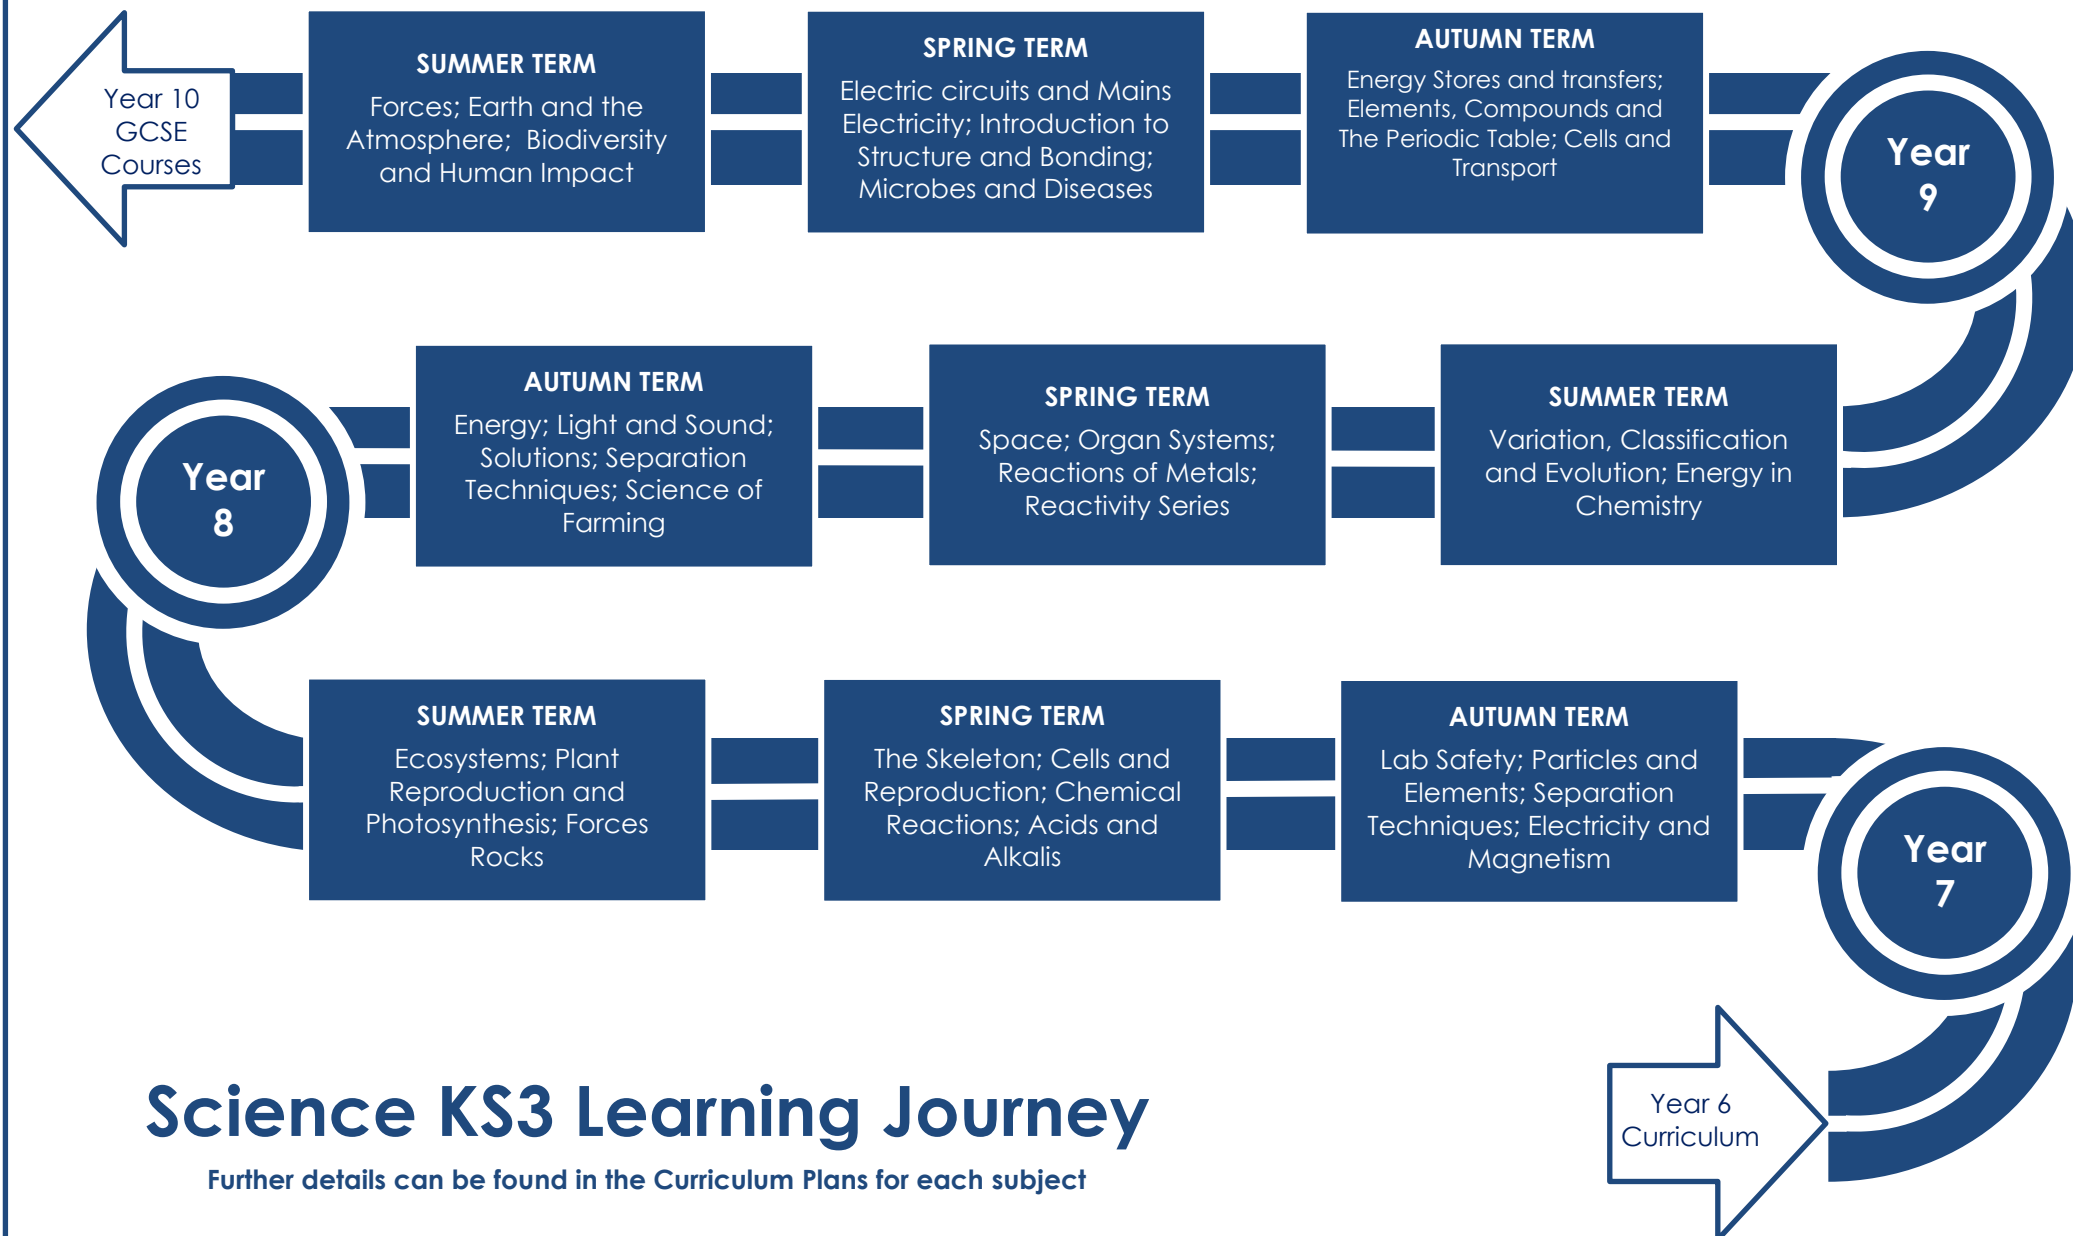 Year 10
GCSE
Courses
SUMMER TERM
Forces; Earth and the
Atmosphere;  Biodiversity
and Human Impact
SPRING TERM
Electric circuits and Mains
Electricity; Introduction to
Structure and Bonding;
Microbes and Diseases
AUTUMN TERM
Energy Stores and transfers;
Elements, Compounds and
The Periodic Table; Cells and
Transport
Year
9
Year
8
AUTUMN TERM
Energy; Light and Sound;
Solutions; Separation
Techniques; Science of
Farming
SPRING TERM
Space; Organ Systems;
Reactions of Metals;
Reactivity Series
SUMMER TERM
Variation, Classification
and Evolution; Energy in
Chemistry
SUMMER TERM
Ecosystems; Plant
Reproduction and
Photosynthesis; Forces
Rocks
SPRING TERM
The Skeleton; Cells and
Reproduction; Chemical
Reactions; Acids and
Alkalis
AUTUMN TERM
Lab Safety; Particles and
Elements; Separation
Techniques; Electricity and
Magnetism
Year
7
Science KS3 Learning Journey
Further details can be found in the Curriculum Plans for each subject
Year 6
Curriculum